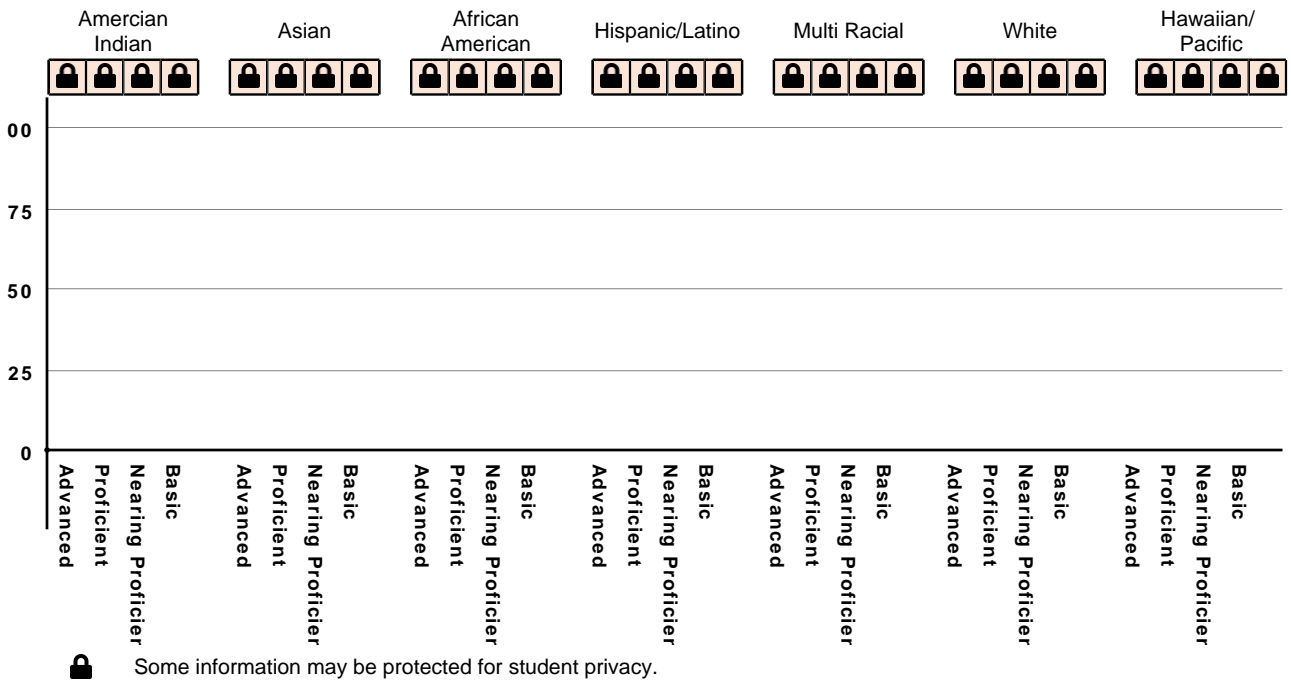 Amercian
Indian
Asian
African
American
Hispanic/Latino
Multi Racial
White
Hawaiian/
Pacific
00
75
50
25
0
Advanced
Proficient
Nearing Proficier
Basic
Advanced
Proficient
Nearing Proficier
Basic
Advanced
Proficient
Nearing Proficier
Basic
Advanced
Proficient
Nearing Proficier
Basic
Advanced
Proficient
Nearing Proficier
Basic
Advanced
Proficient
Nearing Proficier
Basic
Advanced
Proficient
Nearing Proficier
Basic
Some information may be protected for student privacy.